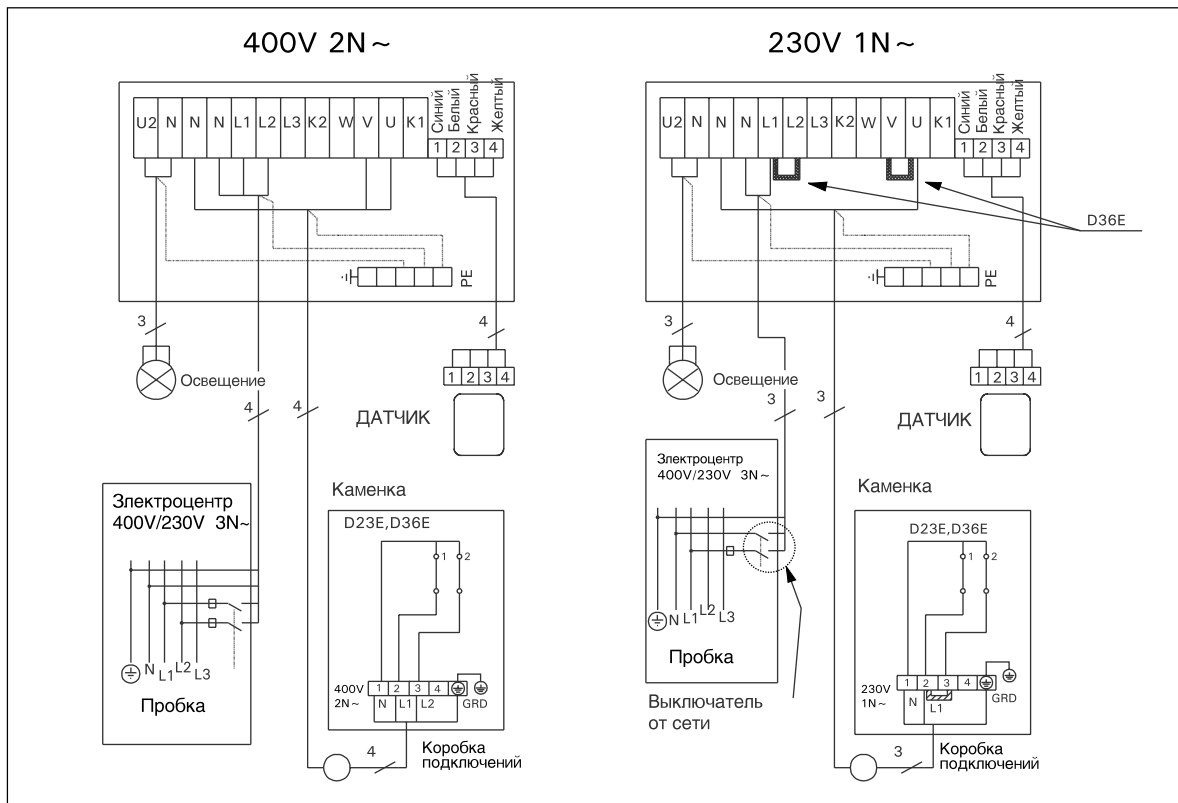 400V 2N~
U2 N N N L1 L2 L3 K2 W V U K1
Синий
Белый
Красный
Желтый
1 2 3 4
PE
3
4
Освещение
1 2 3 4
4
4
ДАТЧИК
Злектроцентр
400V/230V 3N~
N L1 L2 L3
Пробка
Каменка
D23E,D36E
1 2
400V
2N~
1 2 3 4
N L1 L2 GRD
4
Коробка
подключений
230V 1N~
U2 N N N L1 L2 L3 K2 W V U K1
Синий
Белый
Красный
Желтый
1 2 3 4
D36E
PE
3
4
Освещение
1 2 3 4
3
3
ДАТЧИК
Злектроцентр
400V/230V 3N~
N L1 L2 L3
Пробка
Выключатель
от сети
Каменка
D23E,D36E
1 2
230V
1N~
1 2 3 4
N L1 GRD
3
Коробка
подключений